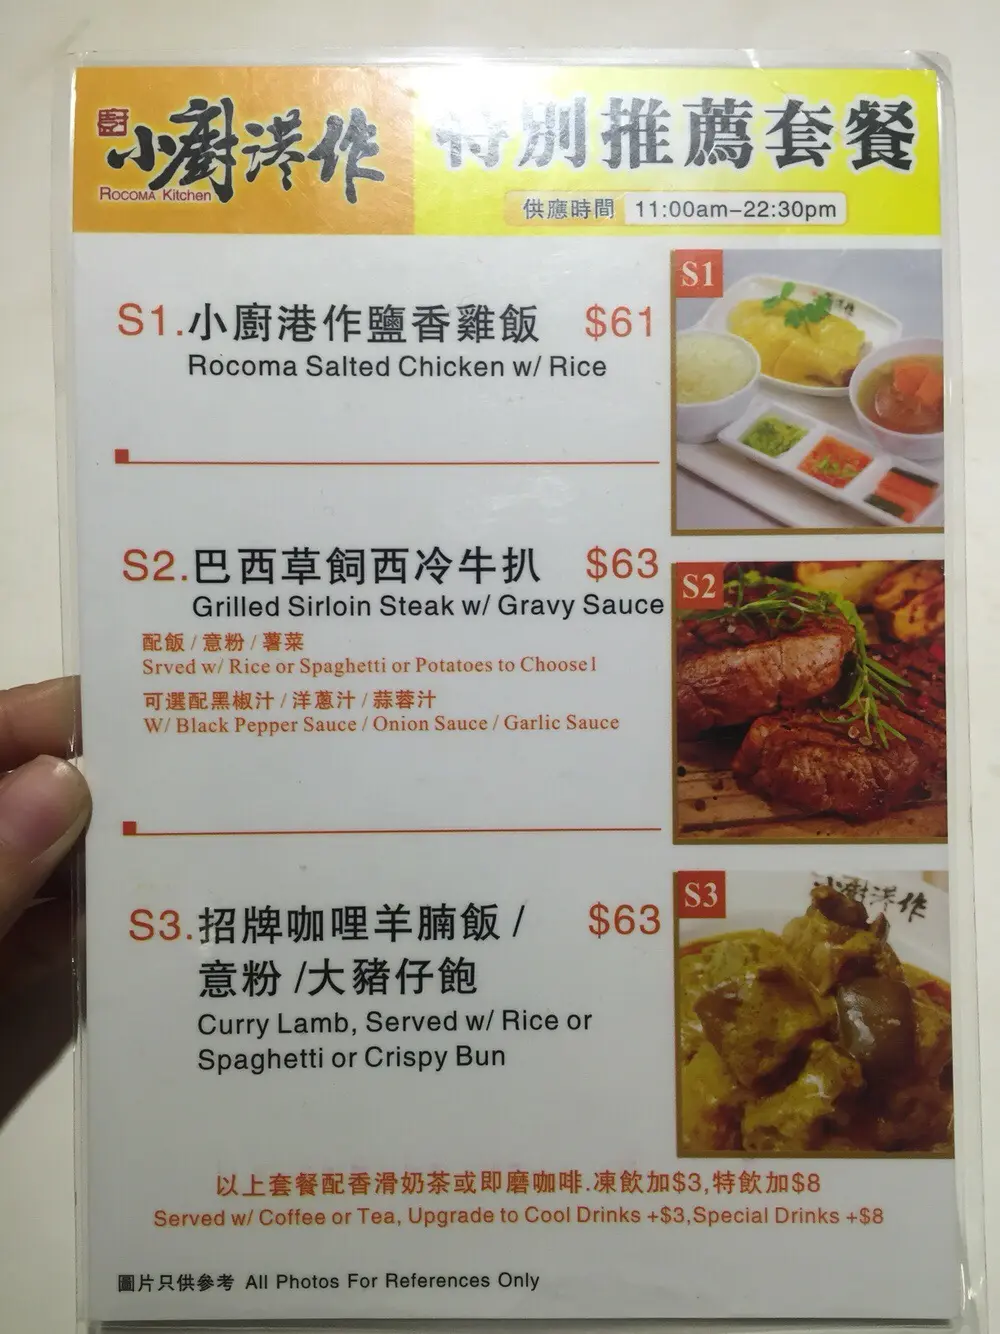 廚
小廚港作
ROCOMA Kitchen
特別推薦套餐
供應時間 11:00am-22:30pm
S1.小廚港作鹽香雞飯 $61
Rocoma Salted Chicken w/ Rice
S1
S2.巴西草飼西冷牛扒 $63
Grilled Sirloin Steak w/ Gravy Sauce
配飯 / 意粉 / 薯菜
Srved w/ Rice or Spaghetti or Potatoes to Choose1
可選配黑椒汁 / 洋蔥汁 / 蒜蓉汁
W/ Black Pepper Sauce / Onion Sauce / Garlic Sauce
S2
S3.招牌咖哩羊腩飯 / $63
意粉 /大豬仔飽
Curry Lamb, Served w/ Rice or
Spaghetti or Crispy Bun
S3
小廚港作
以上套餐配香滑奶茶或即磨咖啡.凍飲加$3,特飲加$8
Served w/ Coffee or Tea, Upgrade to Cool Drinks +$3,Special Drinks +$8
圖片只供參考 All Photos For References Only